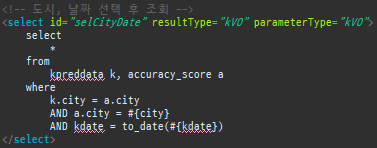 <!-- 도시, 날짜 선택 후 조회 -->
<select id="selCityDate" resultType="kVO" parameterType="kVO">
select
*
from
kpreddata k, accuracy_score a
where
k.city = a.city
AND a.city = #{city}
AND kdate = to_date(#{kdate})
</select>